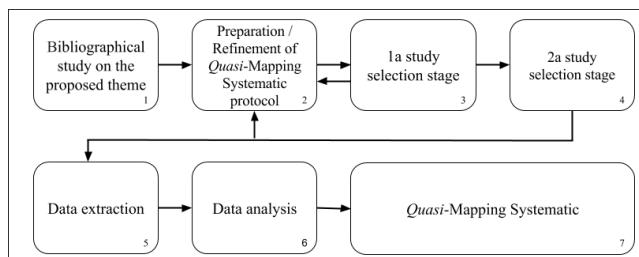 Bibliographical
study on the
proposed theme
1
Preparation /
Refinement of
Quasi-Mapping
Systematic
protocol
2
1a study
selection stage
3
2a study
selection stage
4
Data extraction
5
Data analysis
6
Quasi-Mapping Systematic
7